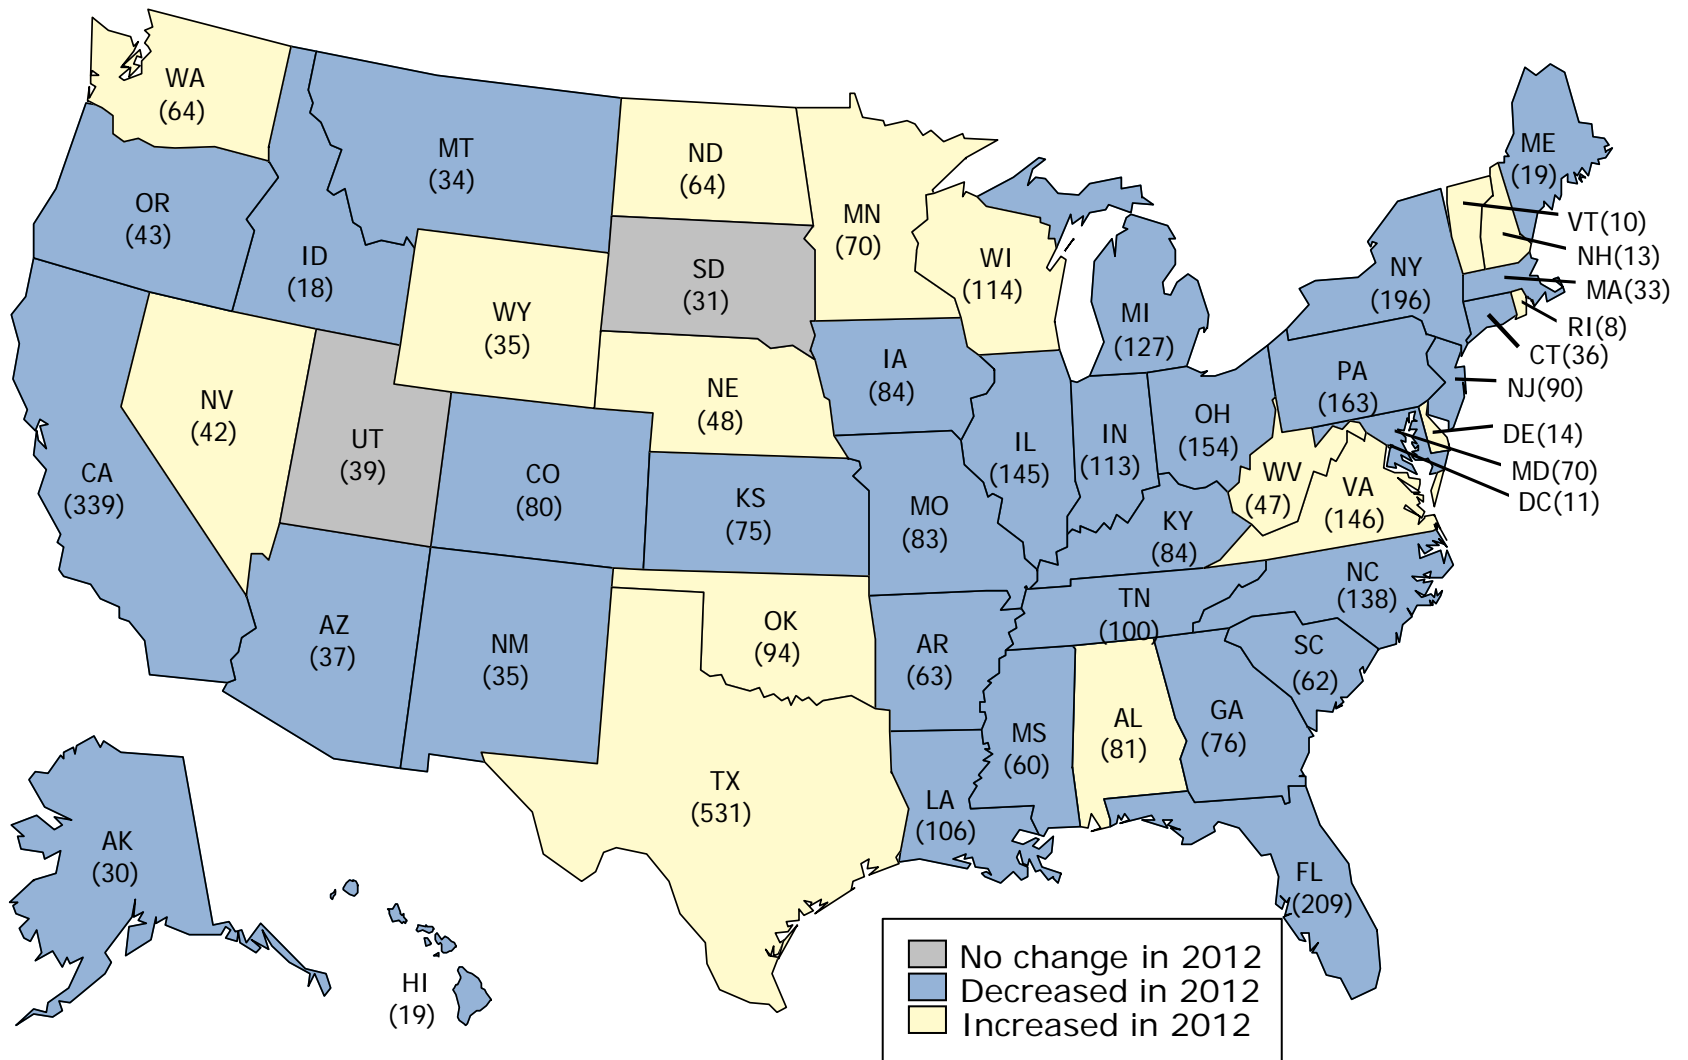 WA
(64)
MT
(34)
ND
(64)
ME
(19)
OR
(43)
MN
(70)
VT(10)
NH(13)
ID
(18)
SD
(31)
WI
(114)
NY
(196)
MA(33)
RI(8)
WY
(35)
MI
(127)
CT(36)
IA
(84)
PA
(163)
NJ(90)
NV
(42)
NE
(48)
OH
(154)
DE(14)
UT
(39)
IL
(145)
IN
(113)
MD(70)
DC(11)
CA
(339)
CO
(80)
KS
(75)
MO
(83)
WV
(47)
VA
(146)
KY
(84)
NC
(138)
TN
(100)
AZ
(37)
NM
(35)
OK
(94)
AR
(63)
SC
(62)
GA
(76)
AL
(81)
MS
(60)
TX
(531)
LA
(106)
AK
(30)
FL
(209)
HI
(19)
No change in 2012
Decreased in 2012
Increased in 2012